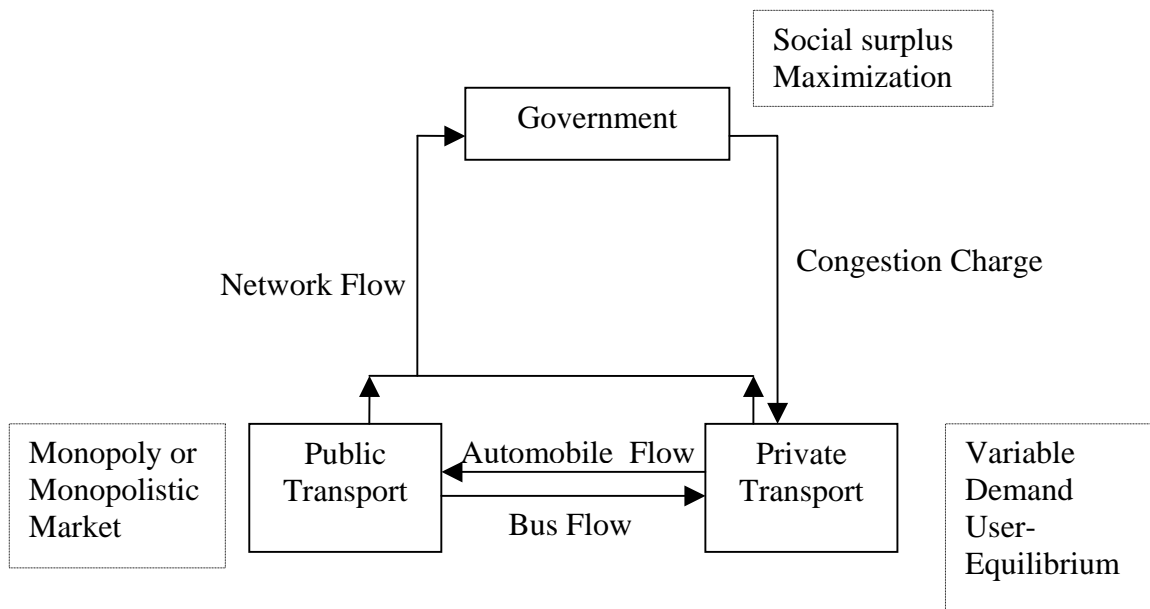 Social surplus
Maximization
Government
Network Flow
Congestion Charge
Monopoly or
Monopolistic
Market
Public
Transport
Automobile Flow
Bus Flow
Private
Transport
Variable
Demand
User-
Equilibrium